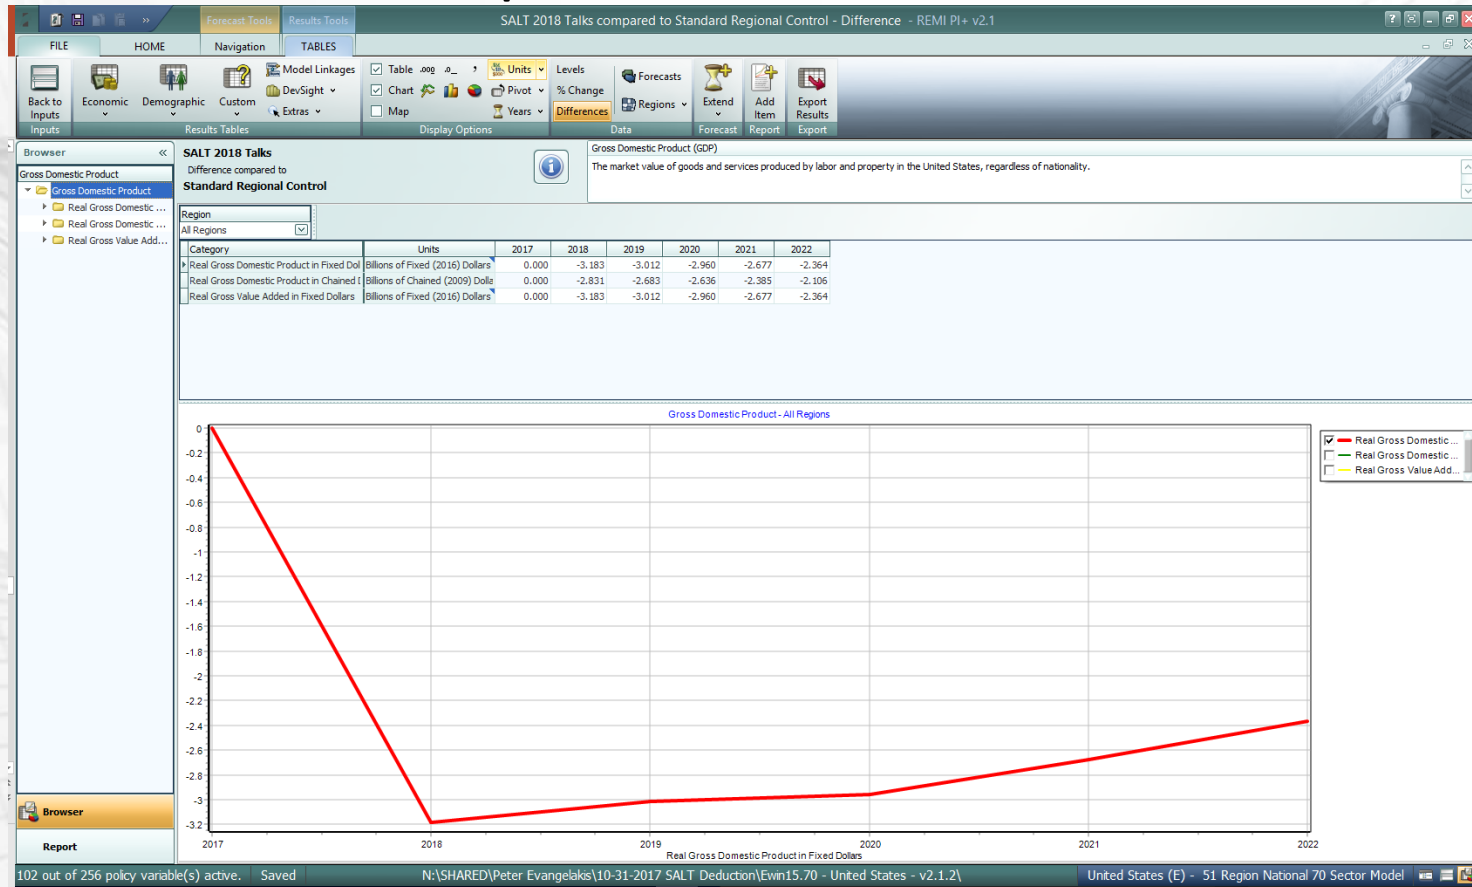 Forecast Tools Results Tools SALT 2018 Talks compared to Standard Regional Control - Difference - REMI PI+ v2.1
FILE HOME Navigation TABLES
Back to Inputs
Economic
Demographic
Custom
Model Linkages
DevSight
Extras
Table
Chart
Map
Units
Pivot
Years
Levels
% Change
Differences
Forecasts
Regions
Extend
Add Item
Export Results
Inputs Results Tables Display Options Data Forecast Report Export
Browser «
Gross Domestic Product
Gross Domestic Product
Real Gross Domestic ...
Real Gross Domestic ...
Real Gross Value Add...
SALT 2018 Talks
Difference compared to
Standard Regional Control
Gross Domestic Product (GDP)
The market value of goods and services produced by labor and property in the United States, regardless of nationality.
Region
All Regions
Category Units 2017 2018 2019 2020 2021 2022
Real Gross Domestic Product in Fixed Dol Billions of Fixed (2016) Dollars 0.000 -3.183 -3.012 -2.960 -2.677 -2.364
Real Gross Domestic Product in Chained D Billions of Chained (2009) Dolla 0.000 -2.831 -2.683 -2.636 -2.385 -2.106
Real Gross Value Added in Fixed Dollars Billions of Fixed (2016) Dollars 0.000 -3.183 -3.012 -2.960 -2.677 -2.364
Gross Domestic Product - All Regions
0
-0.2
-0.4
-0.6
-0.8
-1
-1.2
-1.4
-1.6
-1.8
-2
-2.2
-2.4
-2.6
-2.8
-3
-3.2
2017 2018 2019 2020 2021 2022
Real Gross Domestic Product in Fixed Dollars
Real Gross Domestic ...
Real Gross Domestic ...
Real Gross Value Add...
Browser
Report
102 out of 256 policy variable(s) active. Saved N:\SHARED\Peter Evangelakis\10-31-2017 SALT Deduction\Ewin15.70 - United States - v2.1.2\ United States (E) - 51 Region National 70 Sector Model